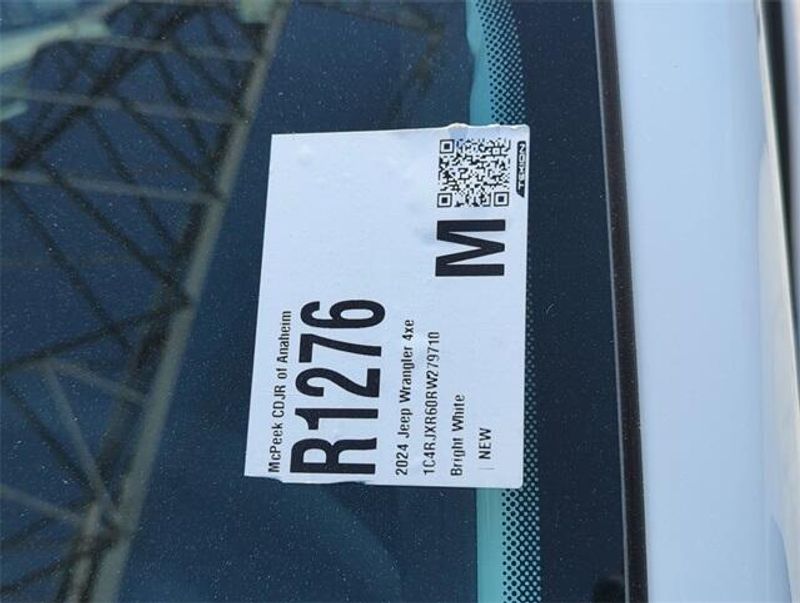 McPeek CDJR of Anaheim
R1276
2024 Jeep Wrangler 4xe
1C4RJXR60RW279710
Bright White
NEW
M
TEKION